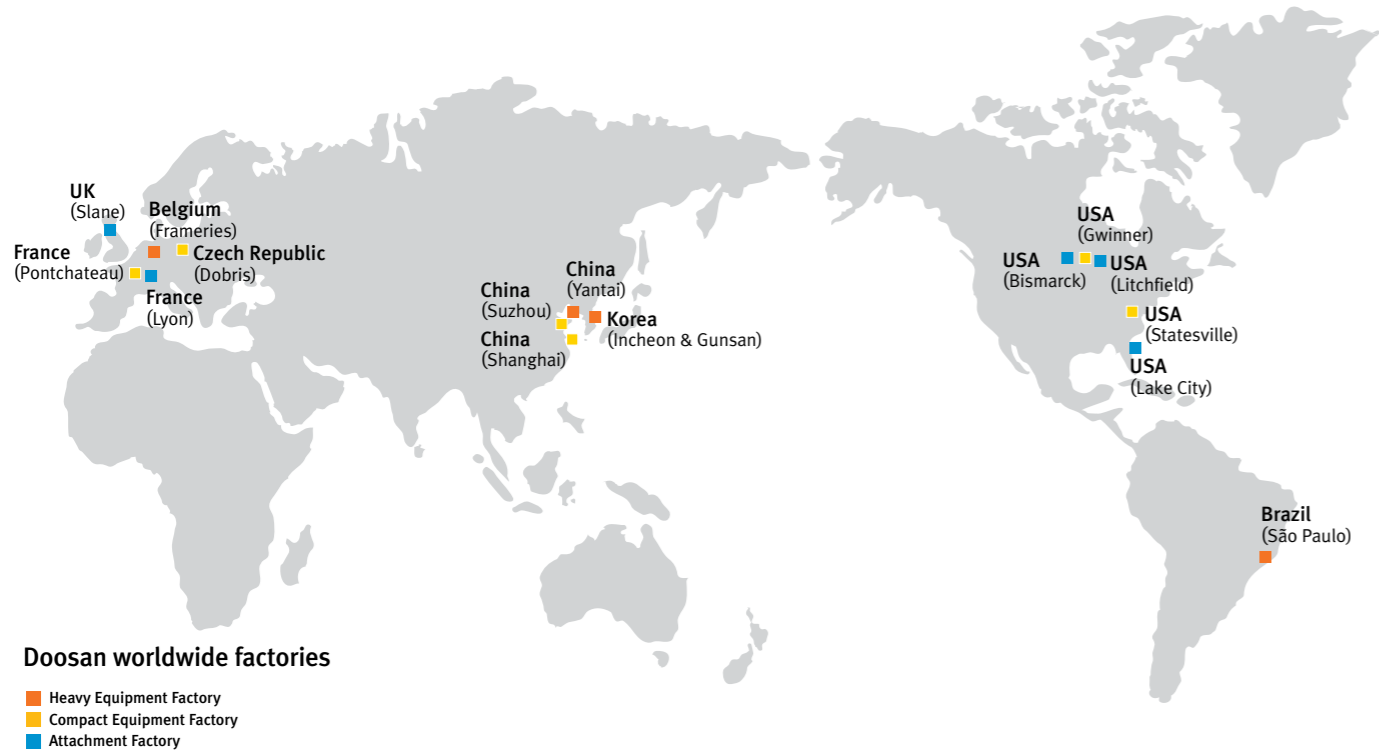 UK
(Slane)
Belgium
(Frameries)
France
(Pontchateau)
Czech Republic
(Dobris)
France
(Lyon)
China
(Yantai)
China
(Suzhou)
Korea
(Incheon & Gunsan)
China
(Shanghai)
USA
(Gwinner)
USA
(Bismarck)
USA
(Litchfield)
USA
(Statesville)
USA
(Lake City)
Brazil
(São Paulo)
Doosan worldwide factories
Heavy Equipment Factory
Compact Equipment Factory
Attachment Factory